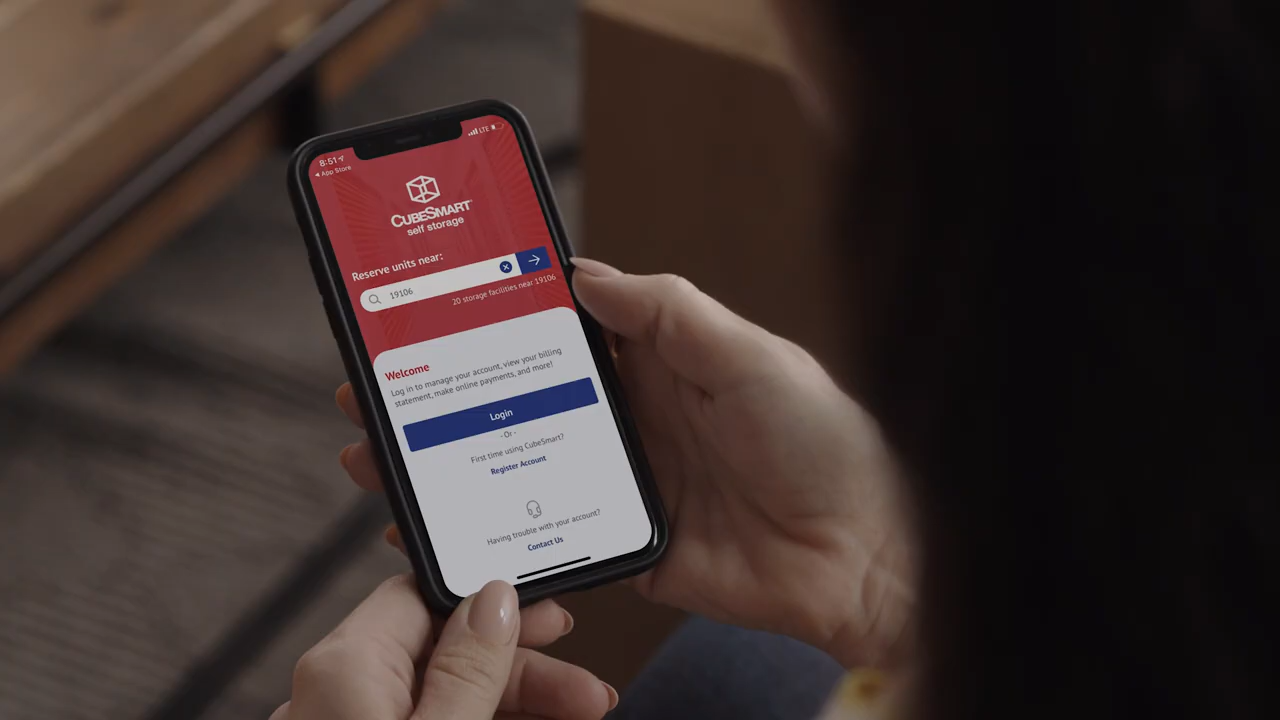 8:51
LTE
App Store
CUBESMART
self storage
Reserve units near:
19106
20 storage facilities near 19106
Welcome
Log in to manage your account, view your billing
statement, make online payments, and more!
Login
- Or -
First time using CubeSmart?
Register Account
Having trouble with your account?
Contact Us